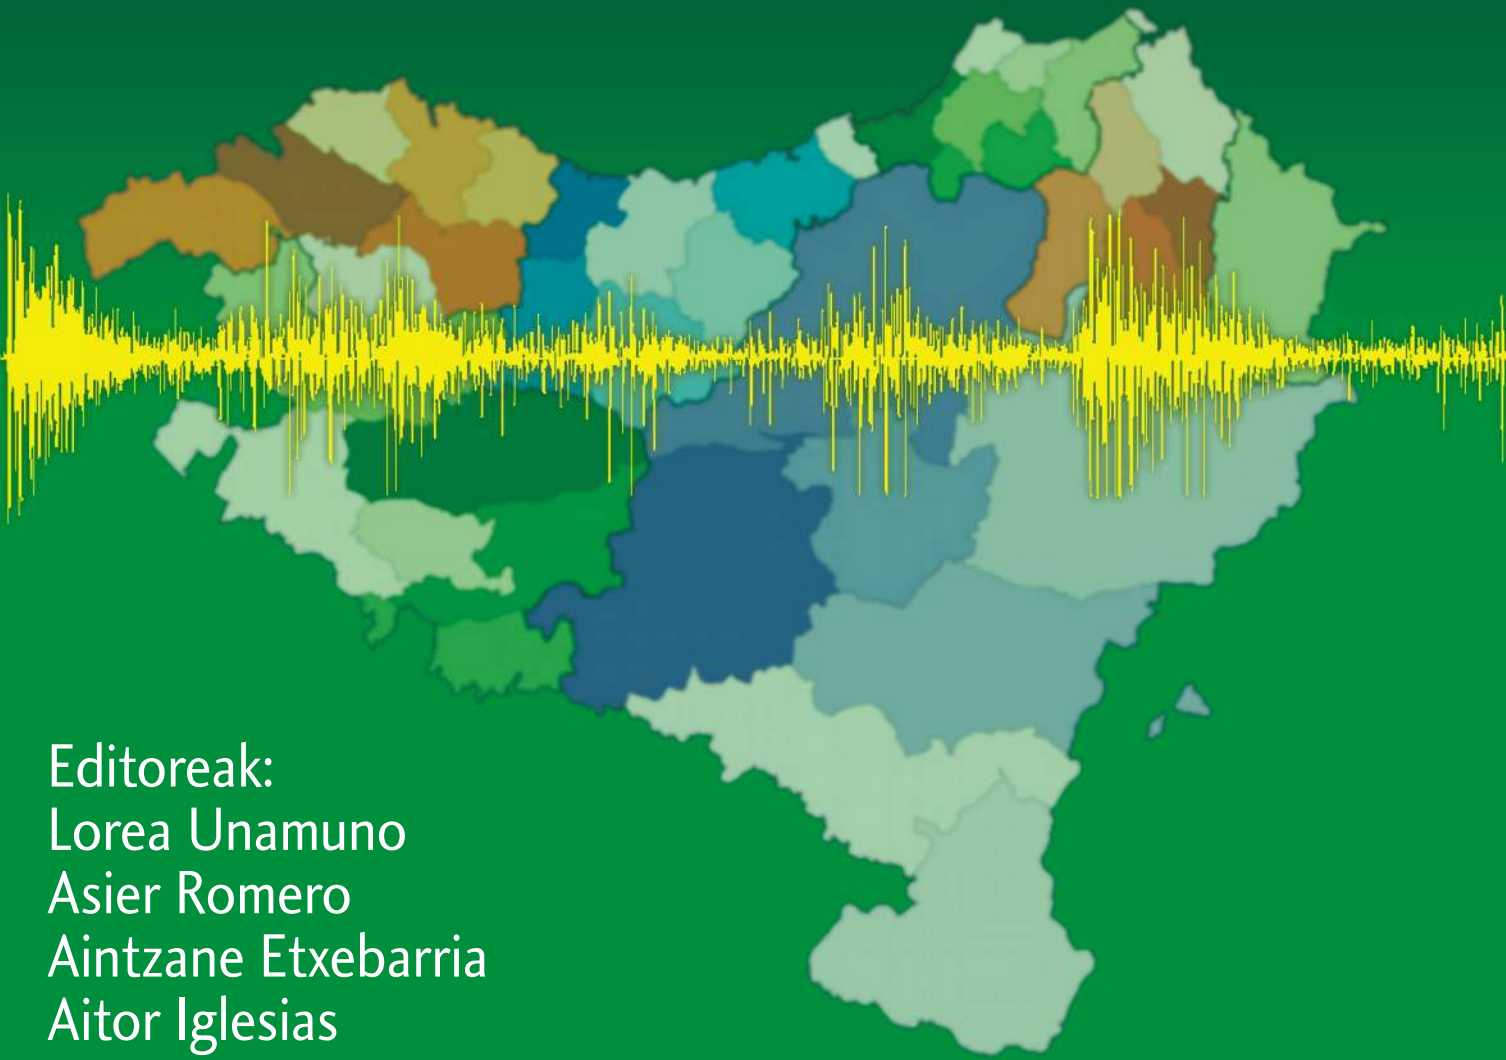 Editoreak:
Lorea Unamuno
Asier Romero
Aintzane Etxebarria
Aitor Iglesias